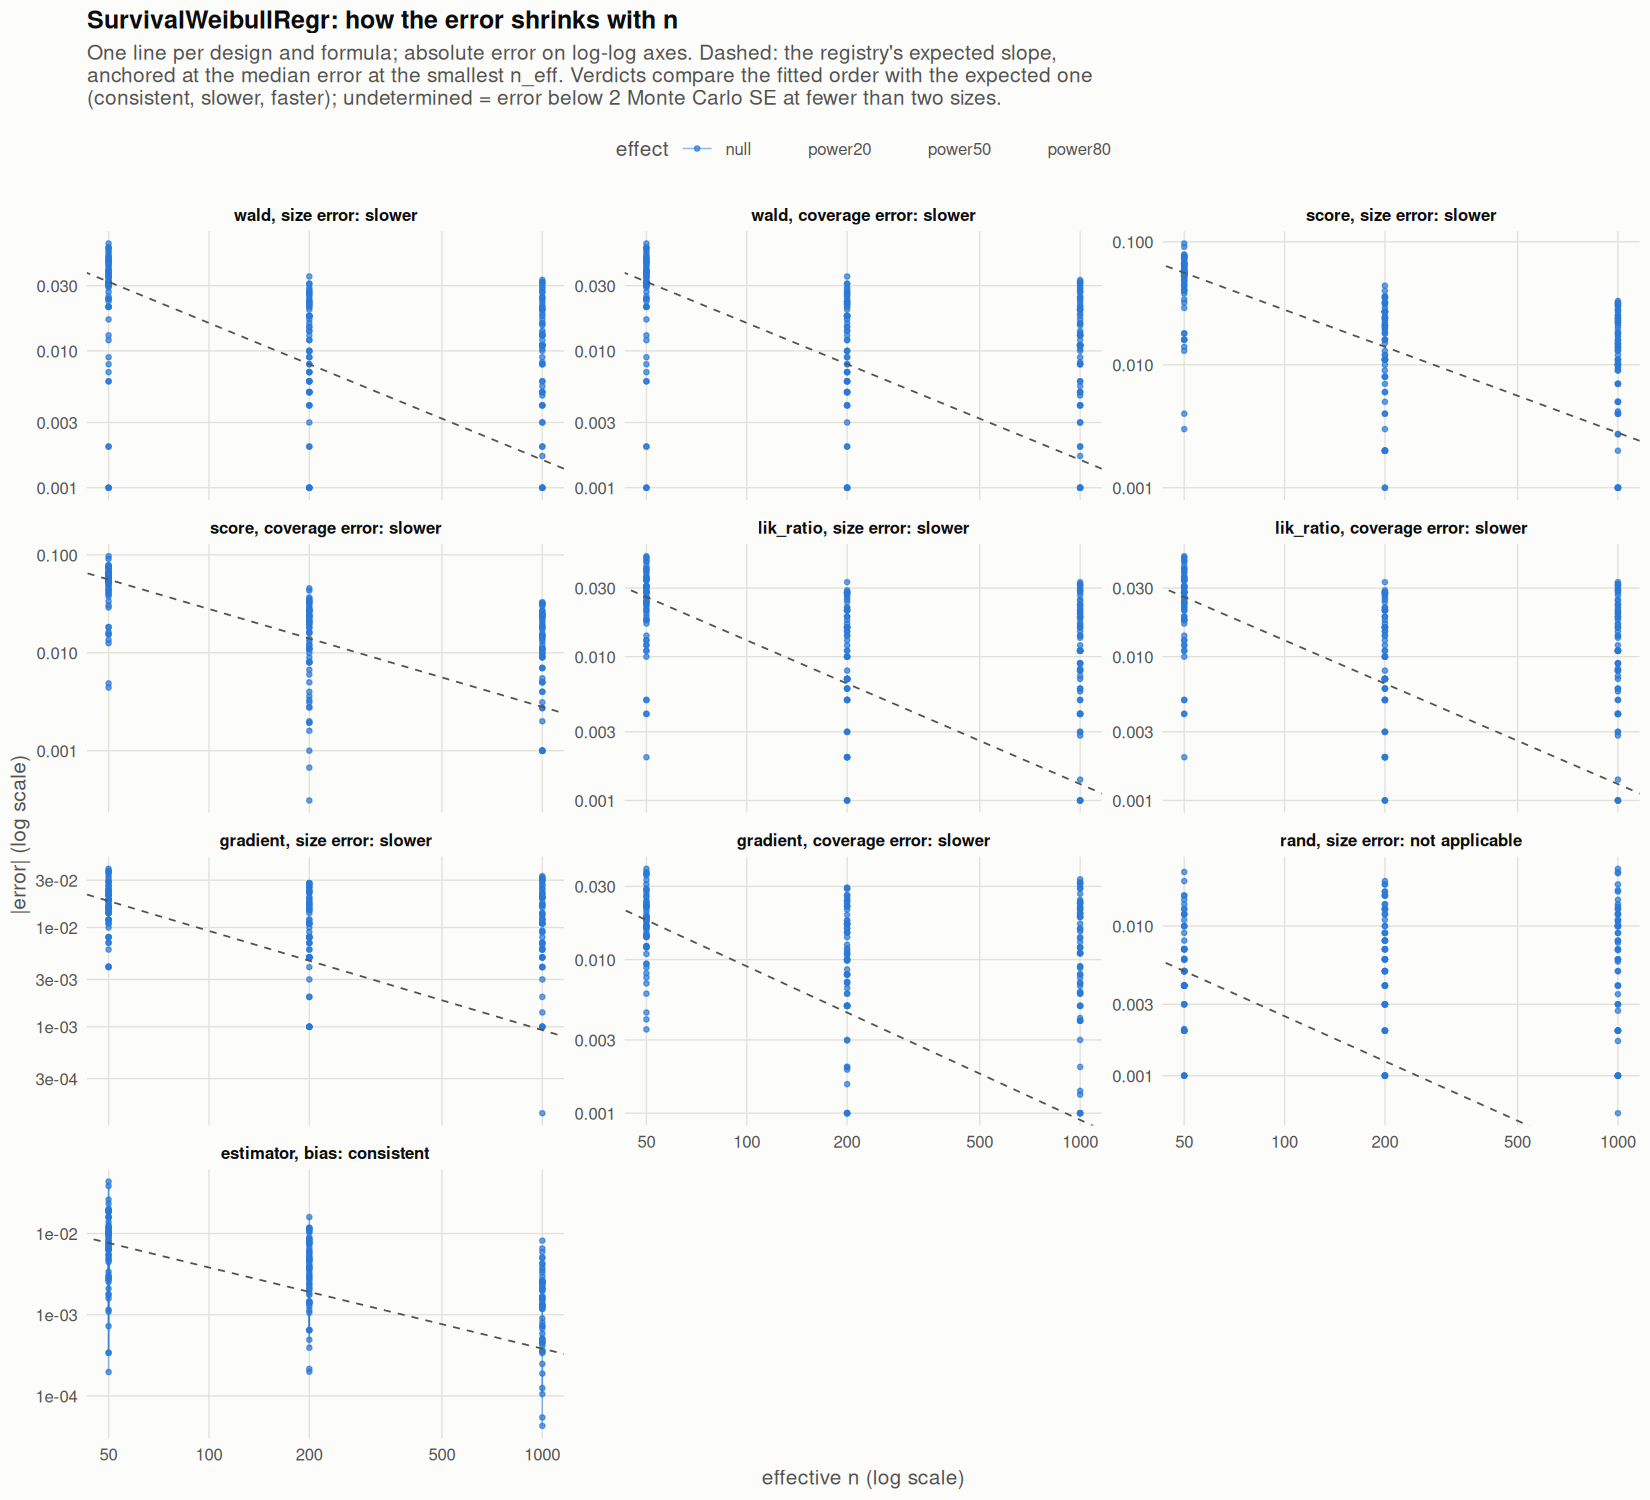 SurvivalWeibullRegr: how the error shrinks with n
One line per design and formula; absolute error on log-log axes. Dashed: the registry's expected slope,
anchored at the median error at the smallest n_eff. Verdicts compare the fitted order with the expected one
(consistent, slower, faster); undetermined = error below 2 Monte Carlo SE at fewer than two sizes.
effect null power20 power50 power80
wald, size error: slower
0.030
0.010
0.003
0.001
wald, coverage error: slower
0.030
0.010
0.003
0.001
score, size error: slower
0.100
0.010
0.001
score, coverage error: slower
0.100
0.010
0.001
lik_ratio, size error: slower
0.030
0.010
0.003
0.001
lik_ratio, coverage error: slower
0.030
0.010
0.003
0.001
gradient, size error: slower
3e-02
1e-02
3e-03
1e-03
3e-04
gradient, coverage error: slower
0.030
0.010
0.003
0.001
50 100 200 500 1000
rand, size error: not applicable
0.010
0.003
0.001
50 100 200 500 1000
estimator, bias: consistent
1e-02
1e-03
1e-04
50 100 200 500 1000
|error| (log scale)
effective n (log scale)